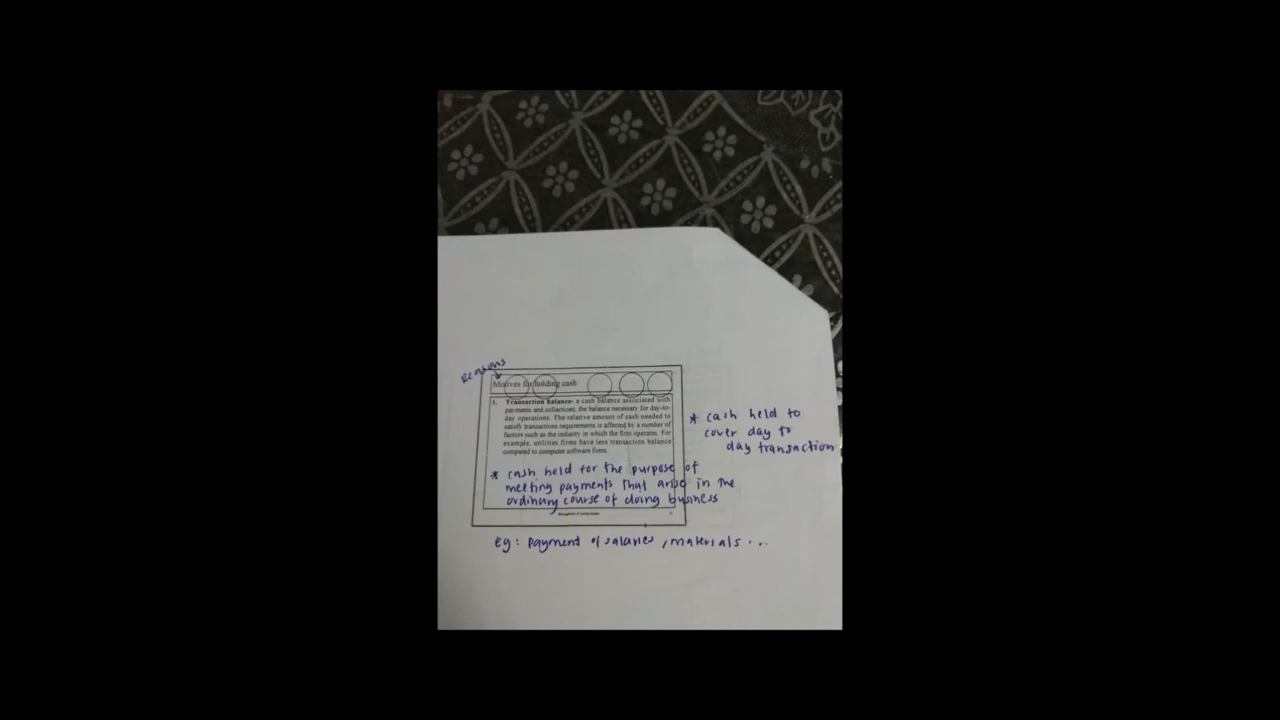 Reasons
Motives for holding cash
1. Transaction balance- a cash balance associated with
payments and collections, the balance necessary for day-to-
day operations. The relative amount of cash needed to
satisfy transactions requirements is affected by a number of
factors such as the industry in which the firm operates. For
example, utilities firms have less transaction balance
compared to computer software firms.
* cash held to
cover day to
day transaction
* cash held for the purpose of
meeting payments that arise in the
ordinary course of doing business
Management of Current Assets
eg: payment of salaries, materials...